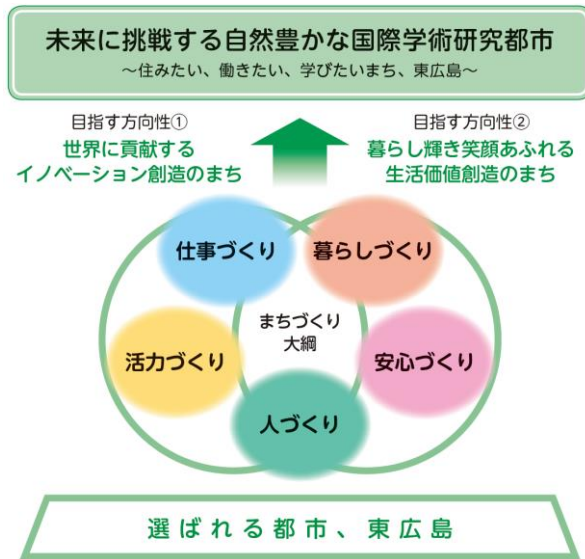 未来に挑戦する自然豊かな国際学術研究都市
～住みたい、働きたい、学びたいまち、東広島～
目指す方向性①
世界に貢献する
イノベーション創造のまち
目指す方向性②
暮らし輝き笑顔あふれる
生活価値創造のまち
仕事づくり
暮らしづくり
まちづくり
大綱
活力づくり
安心づくり
人づくり
選ばれる都市、東広島